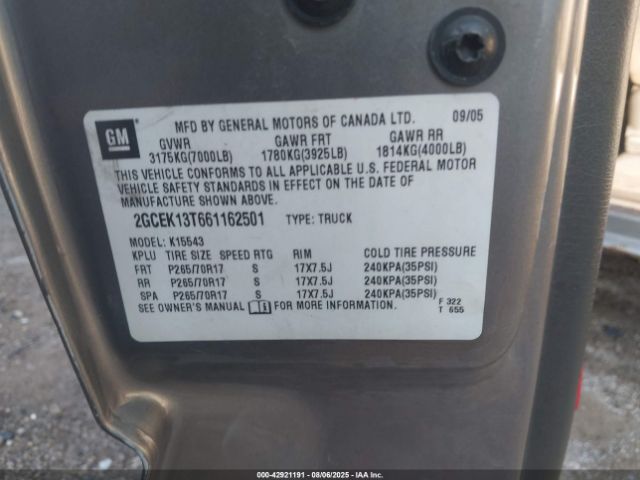 GM
MFD BY GENERAL MOTORS OF CANADA LTD. 09/05
GVWR GAWR FRT GAWR RR
3175KG(7000LB) 1780KG(3925LB) 1814KG(4000LB)
THIS VEHICLE CONFORMS TO ALL APPLICABLE U.S. FEDERAL MOTOR
VEHICLE SAFETY STANDARDS IN EFFECT ON THE DATE OF
MANUFACTURE SHOWN ABOVE.
2GCEK13T661162501 TYPE: TRUCK
MODEL: K15543
KPLU TIRE SIZE SPEED RTG RIM COLD TIRE PRESSURE
FRT P265/70R17 S 17X7.5J 240KPA(35PSI)
RR P265/70R17 S 17X7.5J 240KPA(35PSI)
SPA P265/70R17 S 17X7.5J 240KPA(35PSI)
SEE OWNER'S MANUAL FOR MORE INFORMATION. F 322
T 655
000-42921191 - 08/06/2025 - IAAI.COM